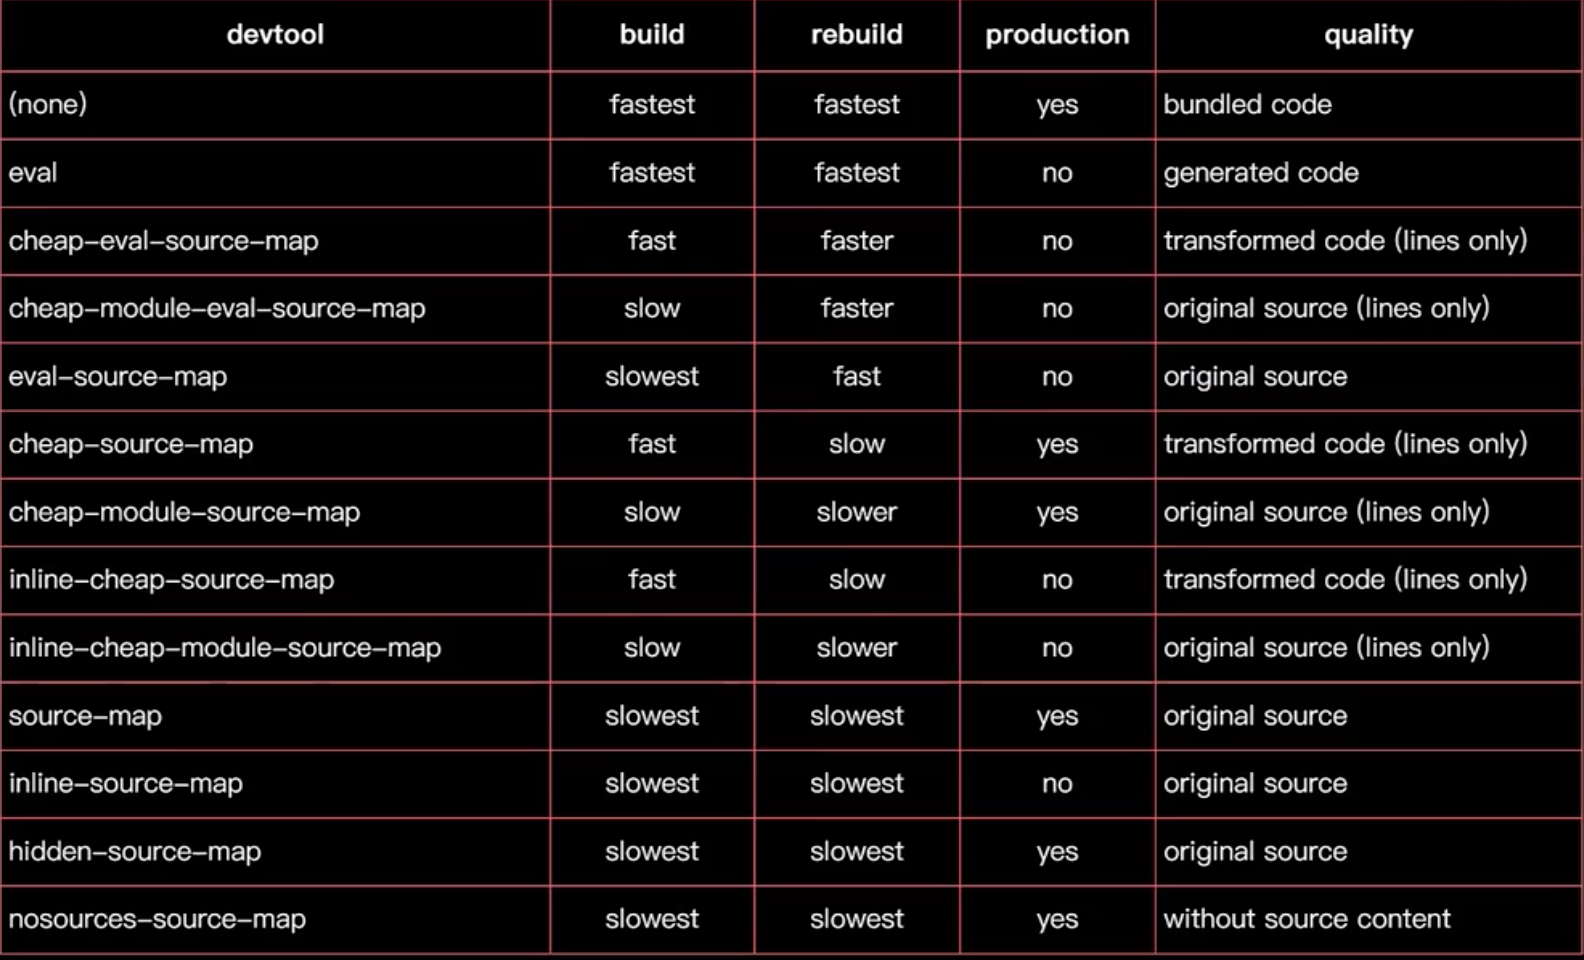 devtool build rebuild production quality
(none) fastest fastest yes bundled code
eval fastest fastest no generated code
cheap-eval-source-map fast faster no transformed code (lines only)
cheap-module-eval-source-map slow faster no original source (lines only)
eval-source-map slowest fast no original source
cheap-source-map fast slow yes transformed code (lines only)
cheap-module-source-map slow slower yes original source (lines only)
inline-cheap-source-map fast slow no transformed code (lines only)
inline-cheap-module-source-map slow slower no original source (lines only)
source-map slowest slowest yes original source
inline-source-map slowest slowest no original source
hidden-source-map slowest slowest yes original source
nosources-source-map slowest slowest yes without source content